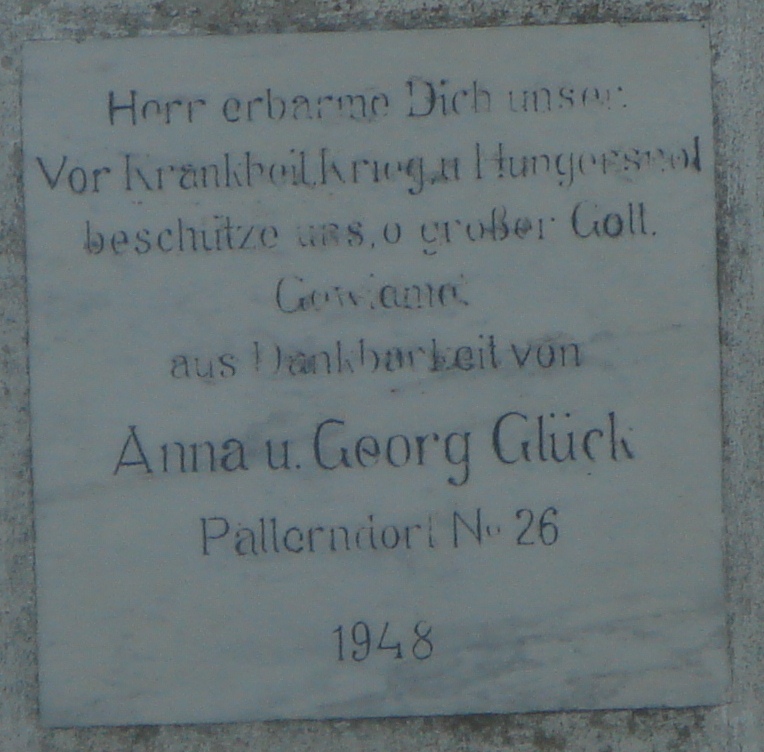 Herr erbarme Dich unser.
Vor Krankheit, Krieg, u. Hungersnot
beschütze uns, o großer Gott.
Gewidmet
aus Dankbarkeit von
Anna u. Georg Glück
Pallerndorf No 26
1948